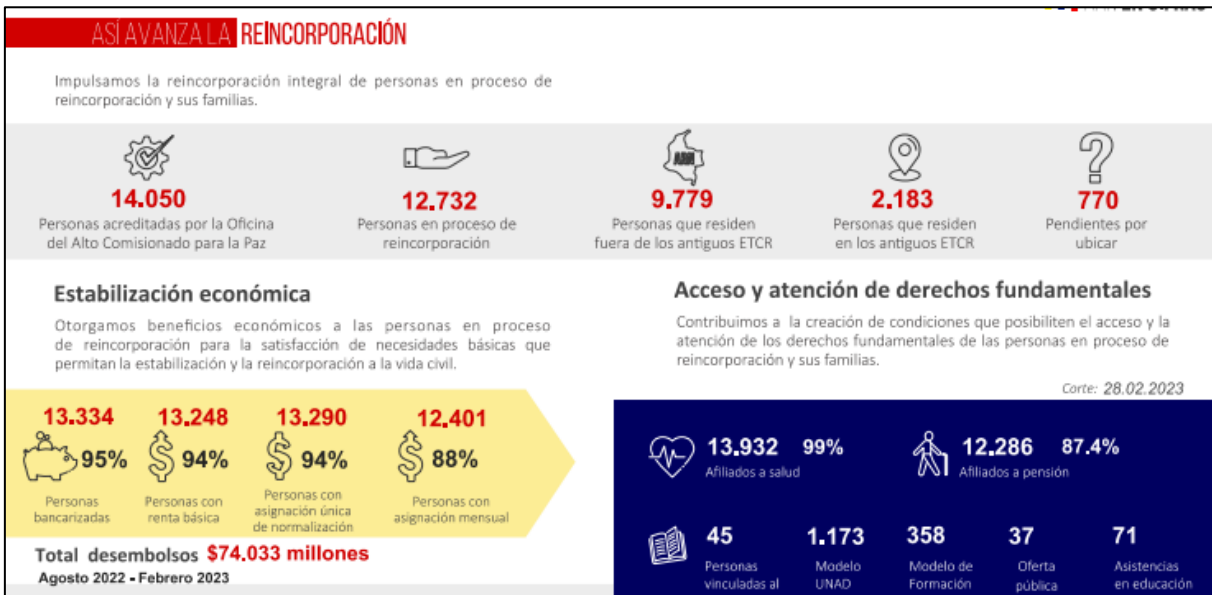 ASÍ AVANZA LA REINCORPORACIÓN
Impulsamos la reincorporación integral de personas en proceso de
reincorporación y sus familias.
14.050
Personas acreditadas por la Oficina
del Alto Comisionado para la Paz
12.732
Personas en proceso de
reincorporación
ARN
9.779
Personas que residen
fuera de los antiguos ETCR
2.183
Personas que residen
en los antiguos ETCR
770
Pendientes por
ubicar
Estabilización económica
Otorgamos beneficios económicos a las personas en proceso
de reincorporación para la satisfacción de necesidades básicas que
permitan la estabilización y la reincorporación a la vida civil.
13.334
95%
Personas
bancarizadas
13.248
94%
Personas con
renta básica
13.290
94%
Personas con
asignación única
de normalización
12.401
88%
Personas con
asignación mensual
Total desembolsos $74.033 millones
Agosto 2022 - Febrero 2023
Acceso y atención de derechos fundamentales
Contribuimos a la creación de condiciones que posibiliten el acceso y la
atención de los derechos fundamentales de las personas en proceso de
reincorporación y sus familias.
Corte: 28.02.2023
13.932 99%
Afiliados a salud
12.286 87.4%
Afiliados a pensión
45
Personas
vinculadas al
1.173
Modelo
UNAD
358
Modelo de
Formación
37
Oferta
pública
71
Asistencias
en educación